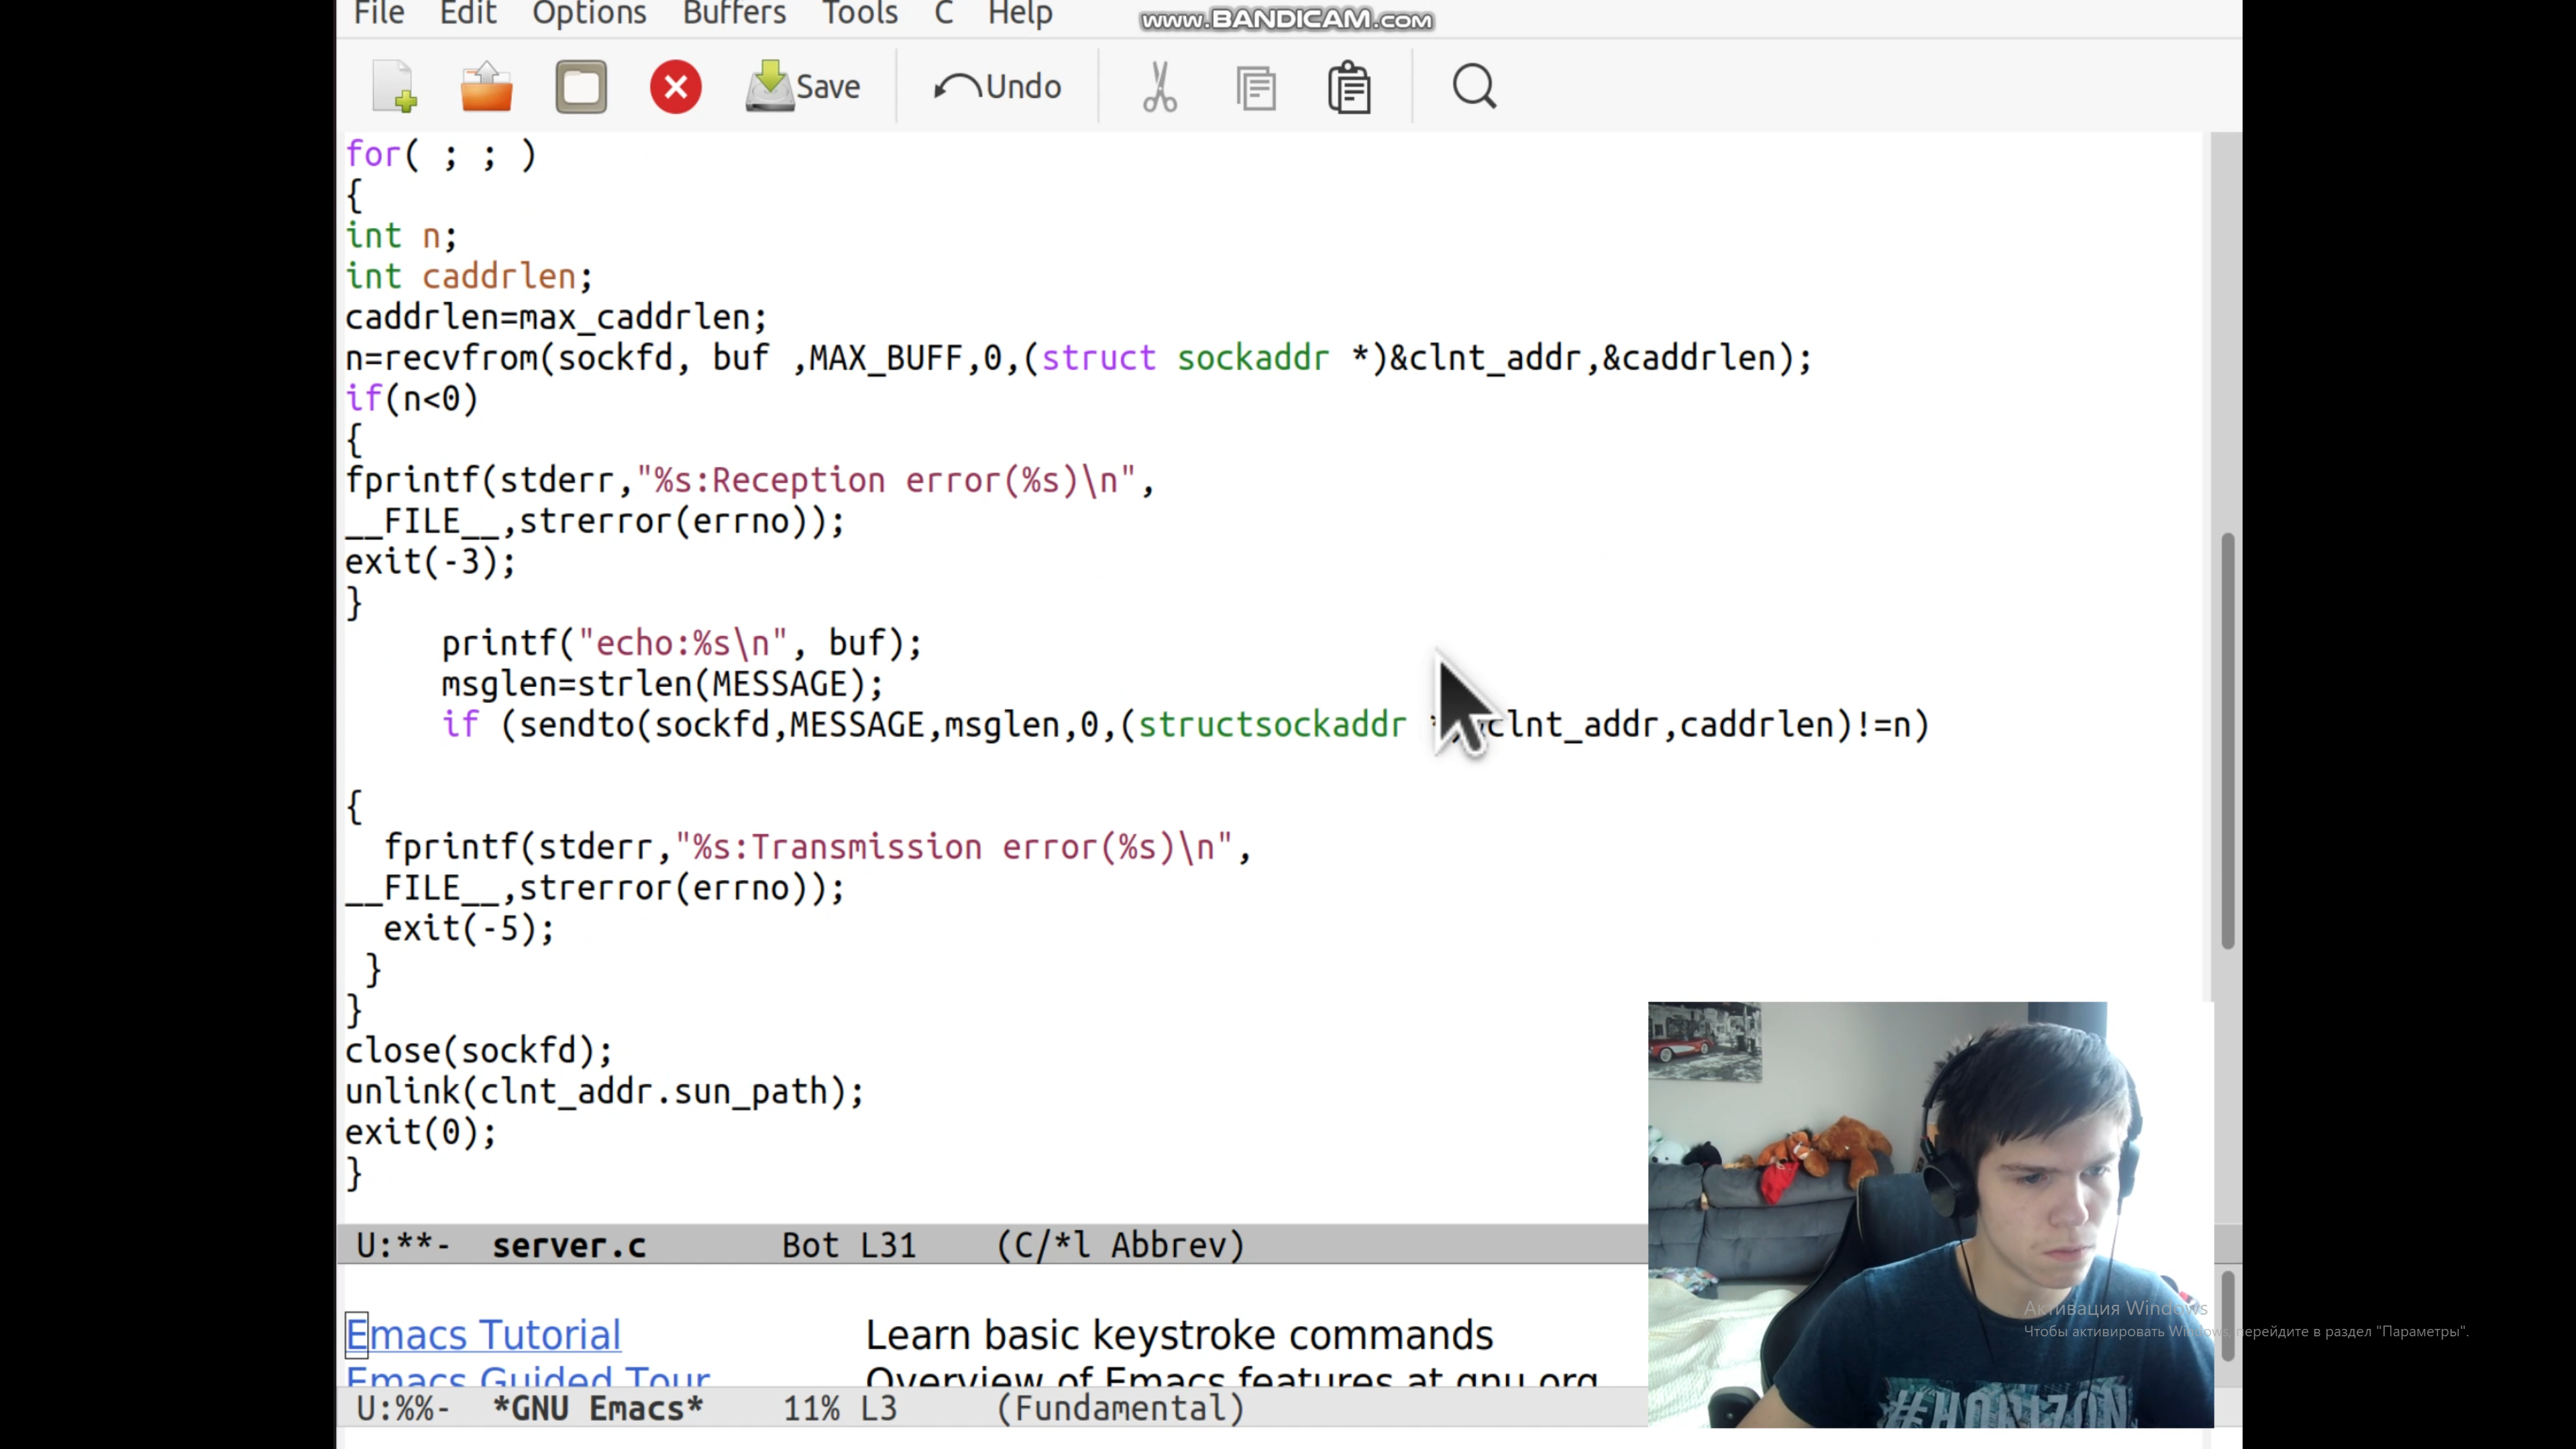 File Edit Options Buffers Tools C Help
www.BANDICAM.com
Save Undo
for( ; ; )
{
int n;
int caddrlen;
caddrlen=max_caddrlen;
n=recvfrom(sockfd, buf ,MAX_BUFF,0,(struct sockaddr *)&clnt_addr,&caddrlen);
if(n<0)
{
fprintf(stderr,"%s:Reception error(%s)\n",
__FILE__,strerror(errno));
exit(-3);
}
printf("echo:%s\n", buf);
msglen=strlen(MESSAGE);
if (sendto(sockfd,MESSAGE,msglen,0,(structsockaddr clnt_addr,caddrlen)!=n)
{
fprintf(stderr,"%s:Transmission error(%s)\n",
__FILE__,strerror(errno));
exit(-5);
}
}
close(sockfd);
unlink(clnt_addr.sun_path);
exit(0);
}
U:**- server.c Bot L31 (C/*l Abbrev)
Emacs Tutorial Learn basic keystroke commands
Emacs Guided Tour Overview of Emacs features at gnu.org
U:%%- *GNU Emacs* 11% L3 (Fundamental)
Активация Windows
Чтобы активировать Windows, перейдите в раздел "Параметры".
#HORIZON